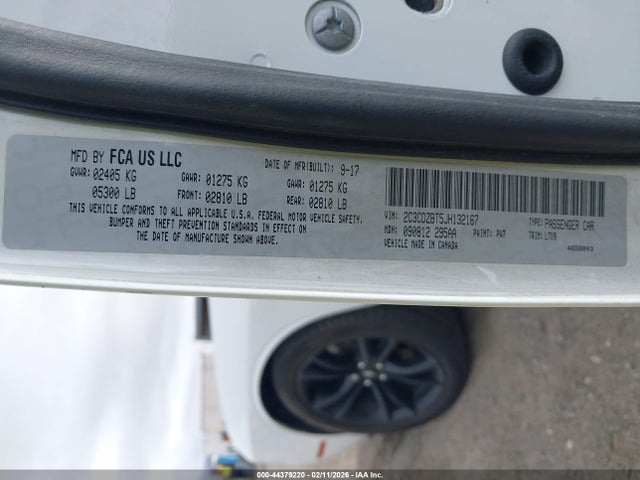 MFD BY FCA US LLC DATE OF MFR(BUILT): 9-17
GVWR: 02405 KG GAWR: 01275 KG GAWR: 01275 KG
05300 LB FRONT: 02810 LB REAR: 02810 LB
THIS VEHICLE CONFORMS TO ALL APPLICABLE U.S.A. FEDERAL MOTOR VEHICLE SAFETY,
BUMPER AND THEFT PREVENTION STANDARDS IN EFFECT ON
THE DATE OF MANUFACTURE SHOWN ABOVE.
VIN: 2C3CDZBT5JH132167 TYPE: PASSENGER CAR
MDH: 090812 295AA PAINT: PW7 TRIM: L7X9
VEHICLE MADE IN CANADA 4658843
000-44379220 - 02/11/2026 - IAA Inc.